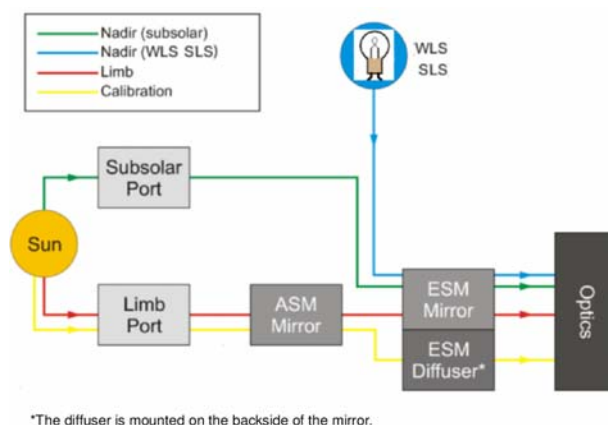 Nadir (subsolar)
Nadir (WLS SLS)
Limb
Calibration
WLS
SLS
Subsolar
Port
Sun
Limb
Port
ASM
Mirror
ESM
Mirror
ESM
Diffuser*
Optics
*The diffuser is mounted on the backside of the mirror.